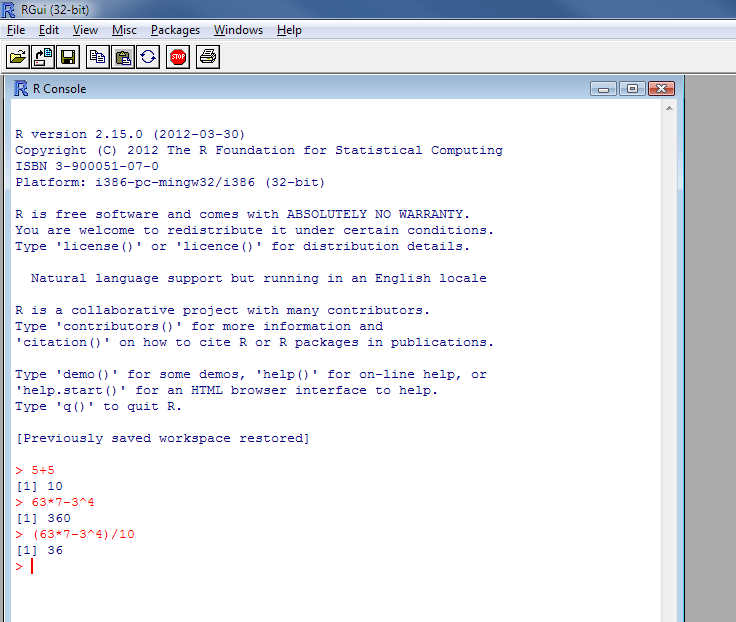 RGui (32-bit)
File Edit View Misc Packages Windows Help
STOP
R Console
R version 2.15.0 (2012-03-30)
Copyright (C) 2012 The R Foundation for Statistical Computing
ISBN 3-900051-07-0
Platform: i386-pc-mingw32/i386 (32-bit)
R is free software and comes with ABSOLUTELY NO WARRANTY.
You are welcome to redistribute it under certain conditions.
Type 'license()' or 'licence()' for distribution details.
Natural language support but running in an English locale
R is a collaborative project with many contributors.
Type 'contributors()' for more information and
'citation()' on how to cite R or R packages in publications.
Type 'demo()' for some demos, 'help()' for on-line help, or
'help.start()' for an HTML browser interface to help.
Type 'q()' to quit R.
[Previously saved workspace restored]
> 5+5
[1] 10
> 63*7-3^4
[1] 360
> (63*7-3^4)/10
[1] 36
>